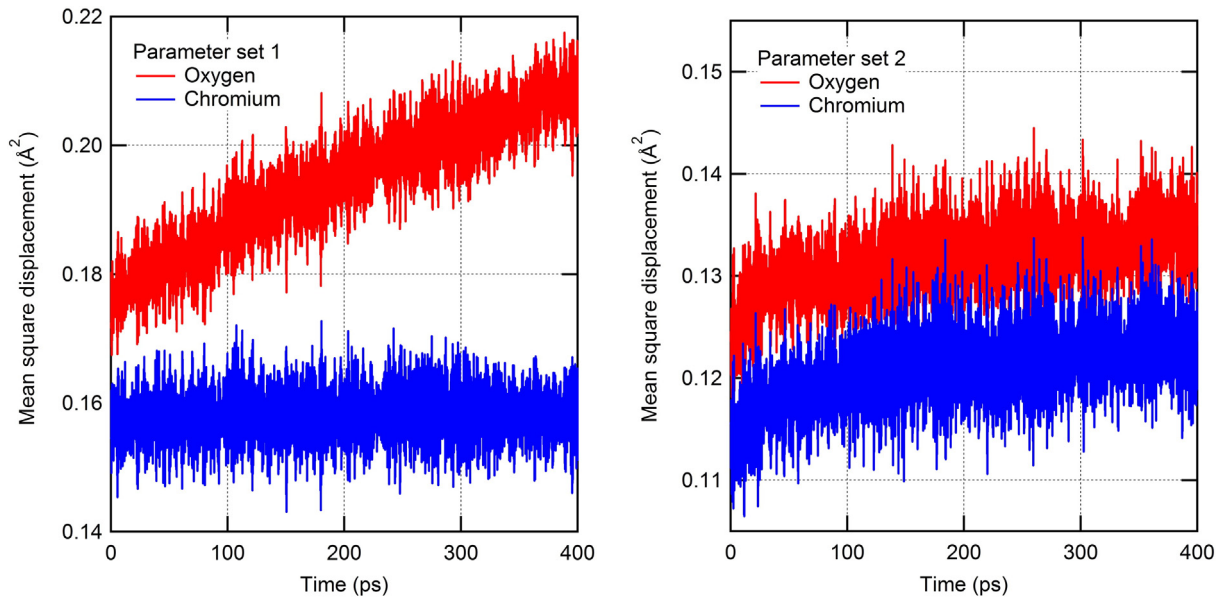 0.22
0.20
0.18
0.16
0.14
Mean square displacement (Å²)
Parameter set 1
Oxygen
Chromium
0
100
200
300
400
Time (ps)
0.15
0.14
0.13
0.12
0.11
Mean square displacement (Å²)
Parameter set 2
Oxygen
Chromium
0
100
200
300
400
Time (ps)